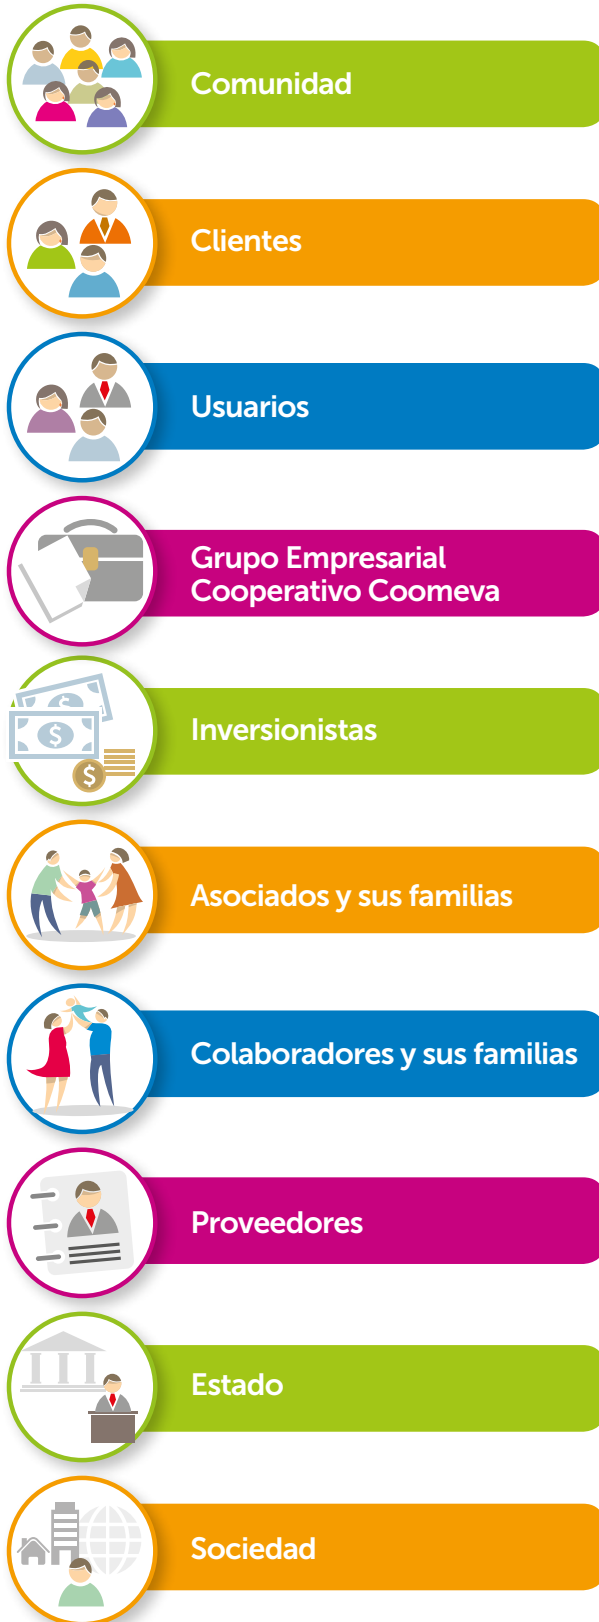 Comunidad
Clientes
Usuarios
Grupo Empresarial
Cooperativo Coomeva
$
$
$
Inversionistas
Asociados y sus familias
Colaboradores y sus familias
Proveedores
Estado
Sociedad